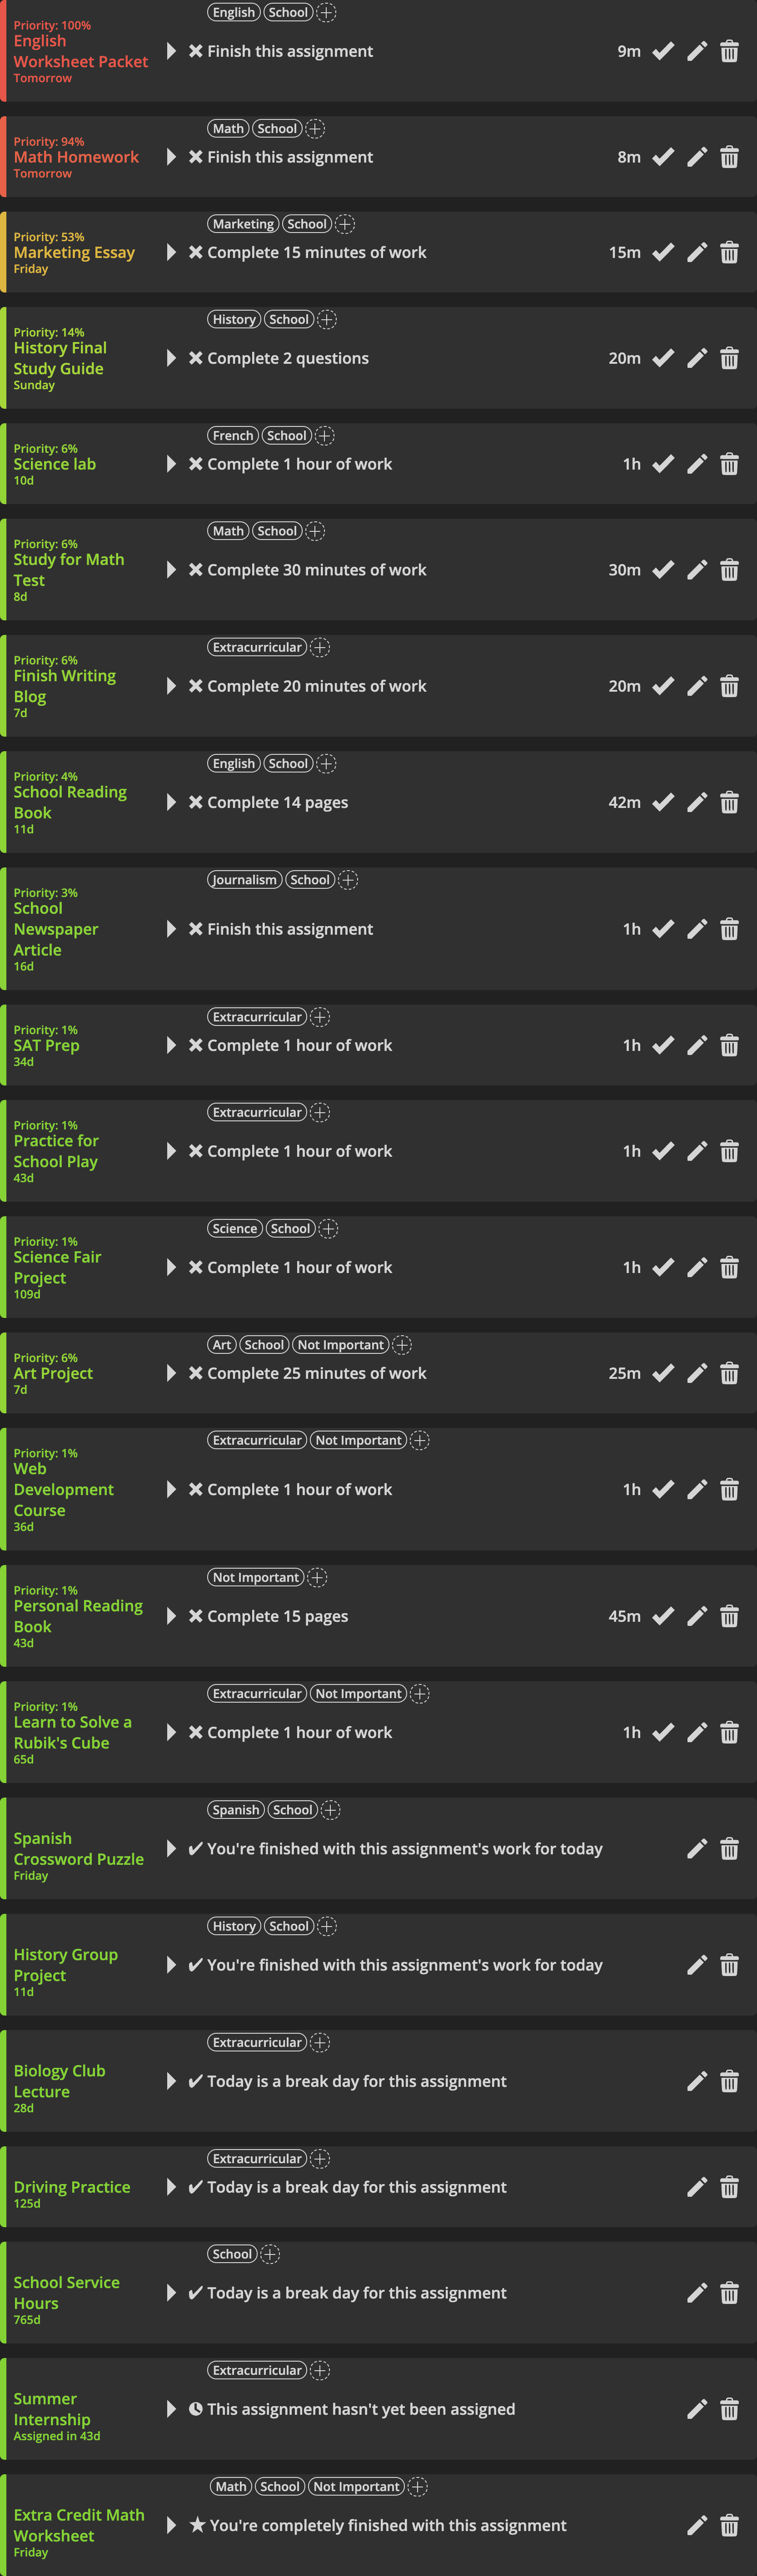 English School
Priority: 100%
English
Worksheet Packet
Tomorrow
Finish this assignment 9m
Math School
Priority: 94%
Math Homework
Tomorrow
Finish this assignment 8m
Marketing School
Priority: 53%
Marketing Essay
Friday
Complete 15 minutes of work 15m
History School
Priority: 14%
History Final
Study Guide
Sunday
Complete 2 questions 20m
French School
Priority: 6%
Science lab
10d
Complete 1 hour of work 1h
Math School
Priority: 6%
Study for Math
Test
8d
Complete 30 minutes of work 30m
Extracurricular
Priority: 6%
Finish Writing
Blog
7d
Complete 20 minutes of work 20m
English School
Priority: 4%
School Reading
Book
11d
Complete 14 pages 42m
Journalism School
Priority: 3%
School
Newspaper
Article
16d
Finish this assignment 1h
Extracurricular
Priority: 1%
SAT Prep
34d
Complete 1 hour of work 1h
Extracurricular
Priority: 1%
Practice for
School Play
43d
Complete 1 hour of work 1h
Science School
Priority: 1%
Science Fair
Project
109d
Complete 1 hour of work 1h
Art School Not Important
Priority: 6%
Art Project
7d
Complete 25 minutes of work 25m
Extracurricular Not Important
Priority: 1%
Web
Development
Course
36d
Complete 1 hour of work 1h
Not Important
Priority: 1%
Personal Reading
Book
43d
Complete 15 pages 45m
Extracurricular Not Important
Priority: 1%
Learn to Solve a
Rubik's Cube
65d
Complete 1 hour of work 1h
Spanish School
Spanish
Crossword Puzzle
Friday
You're finished with this assignment's work for today
History School
History Group
Project
11d
You're finished with this assignment's work for today
Extracurricular
Biology Club
Lecture
28d
Today is a break day for this assignment
Extracurricular
Driving Practice
125d
Today is a break day for this assignment
School
School Service
Hours
765d
Today is a break day for this assignment
Extracurricular
Summer
Internship
Assigned in 43d
This assignment hasn't yet been assigned
Math School Not Important
Extra Credit Math
Worksheet
Friday
You're completely finished with this assignment